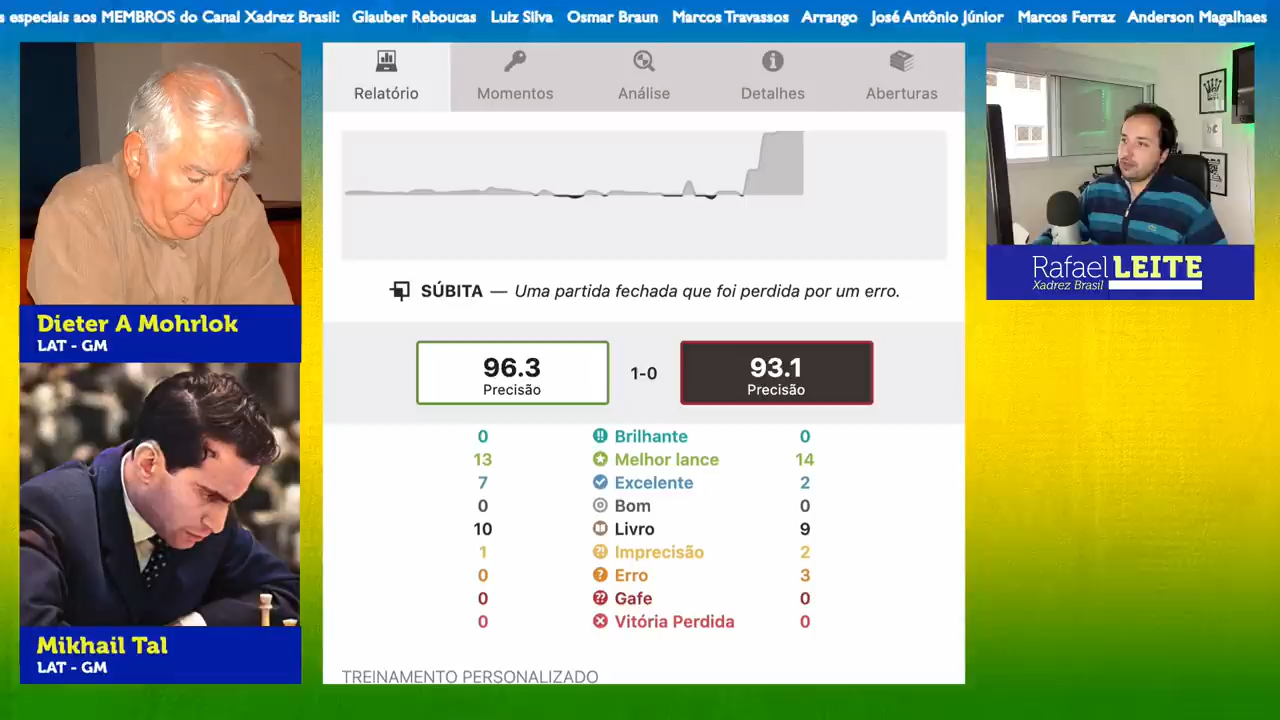 s especiais aos MEMBROS do Canal Xadrez Brasil: Glauber Reboucas Luiz Silva Osmar Braun Marcos Travassos Arrango José Antônio Júnior Marcos Ferraz Anderson Magalhaes
Relatório Momentos Análise Detalhes Aberturas
Dieter A Mohrlok
LAT - GM
Rafael LEITE
Xadrez Brasil
SÚBITA — Uma partida fechada que foi perdida por um erro.
96.3 1-0 93.1
Precisão Precisão
0 !! Brilhante 0
13 Melhor lance 14
7 Excelente 2
0 Bom 0
10 Livro 9
1 ?! Imprecisão 2
0 ? Erro 3
0 ?? Gafe 0
0 Vitória Perdida 0
Mikhail Tal
LAT - GM
TREINAMENTO PERSONALIZADO